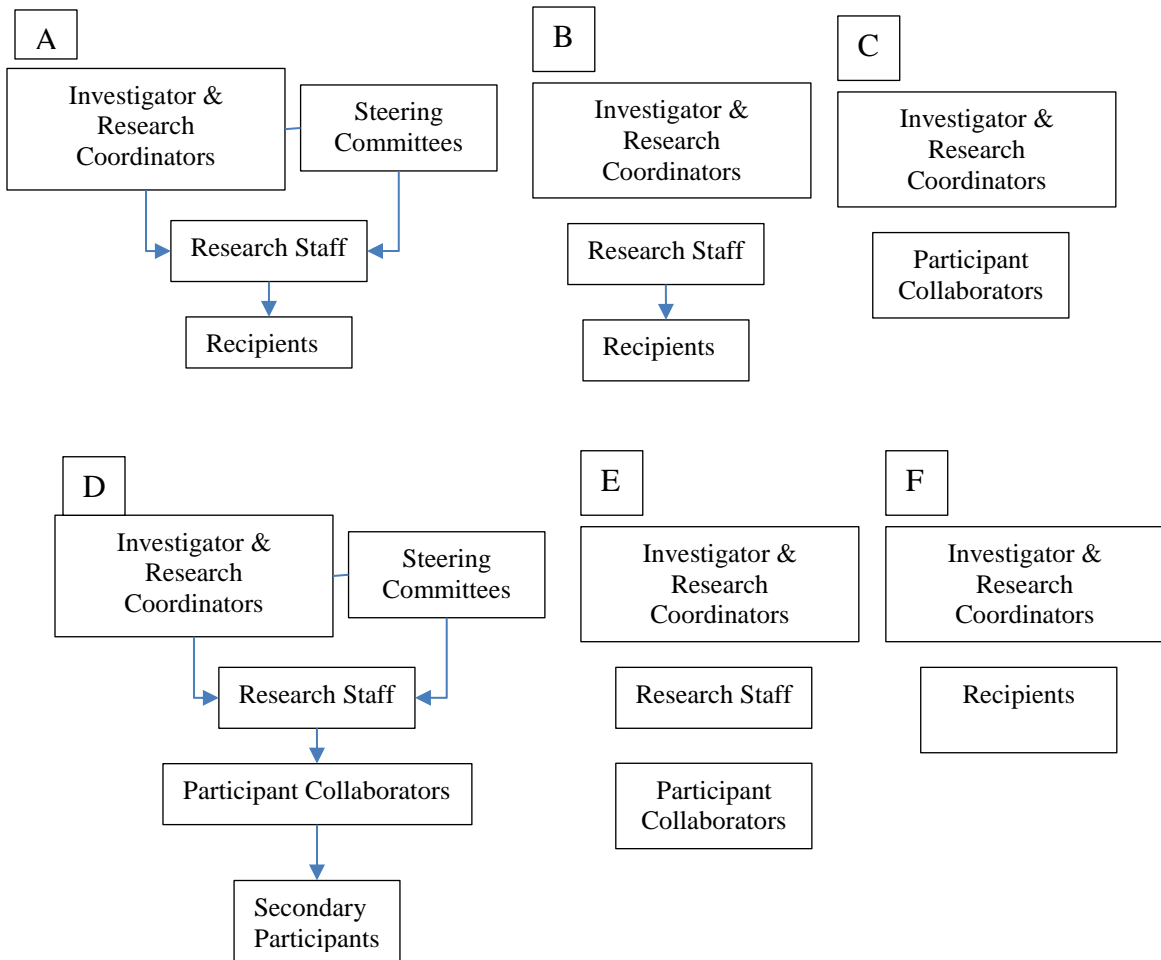 A
Investigator &
Research
Coordinators
Steering
Committees
Research Staff
Recipients
B
Investigator &
Research
Coordinators
Research Staff
Recipients
C
Investigator &
Research
Coordinators
Participant
Collaborators
D
Investigator &
Research
Coordinators
Steering
Committees
Research Staff
Participant Collaborators
Secondary
Participants
E
Investigator &
Research
Coordinators
Research Staff
Participant
Collaborators
F
Investigator &
Research
Coordinators
Recipients